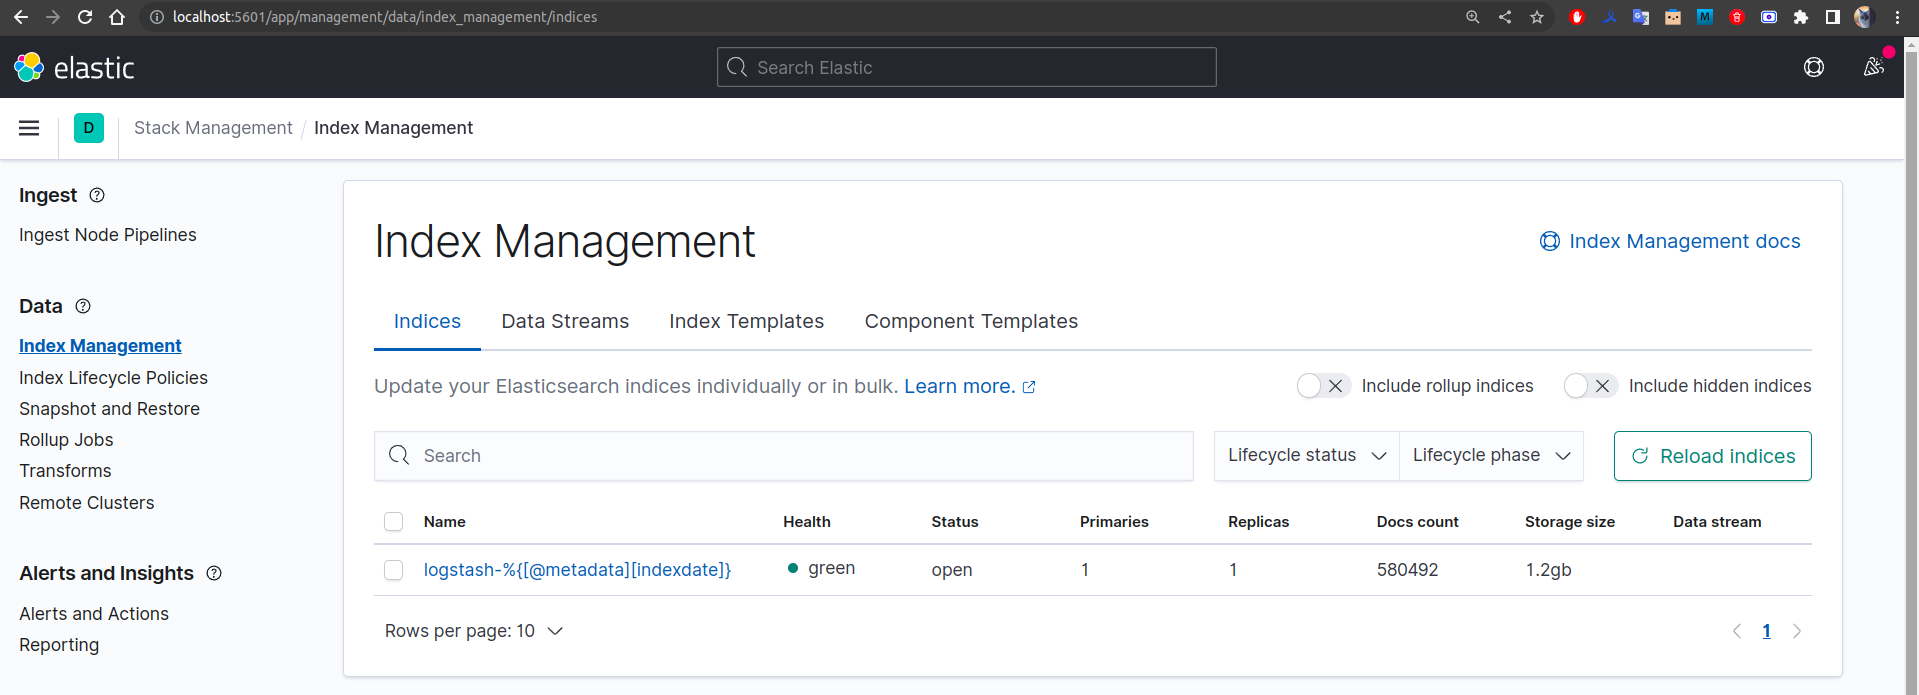 localhost:5601/app/management/data/index_management/indices
elastic
Search Elastic
D
Stack Management / Index Management
Ingest
Ingest Node Pipelines
Data
Index Management
Index Lifecycle Policies
Snapshot and Restore
Rollup Jobs
Transforms
Remote Clusters
Alerts and Insights
Alerts and Actions
Reporting
Index Management
Index Management docs
Indices Data Streams Index Templates Component Templates
Update your Elasticsearch indices individually or in bulk. Learn more.
Include rollup indices Include hidden indices
Search
Lifecycle status Lifecycle phase
Reload indices
Name Health Status Primaries Replicas Docs count Storage size Data stream
logstash-%{[@metadata][indexdate]} green open 1 1 580492 1.2gb
Rows per page: 10
1